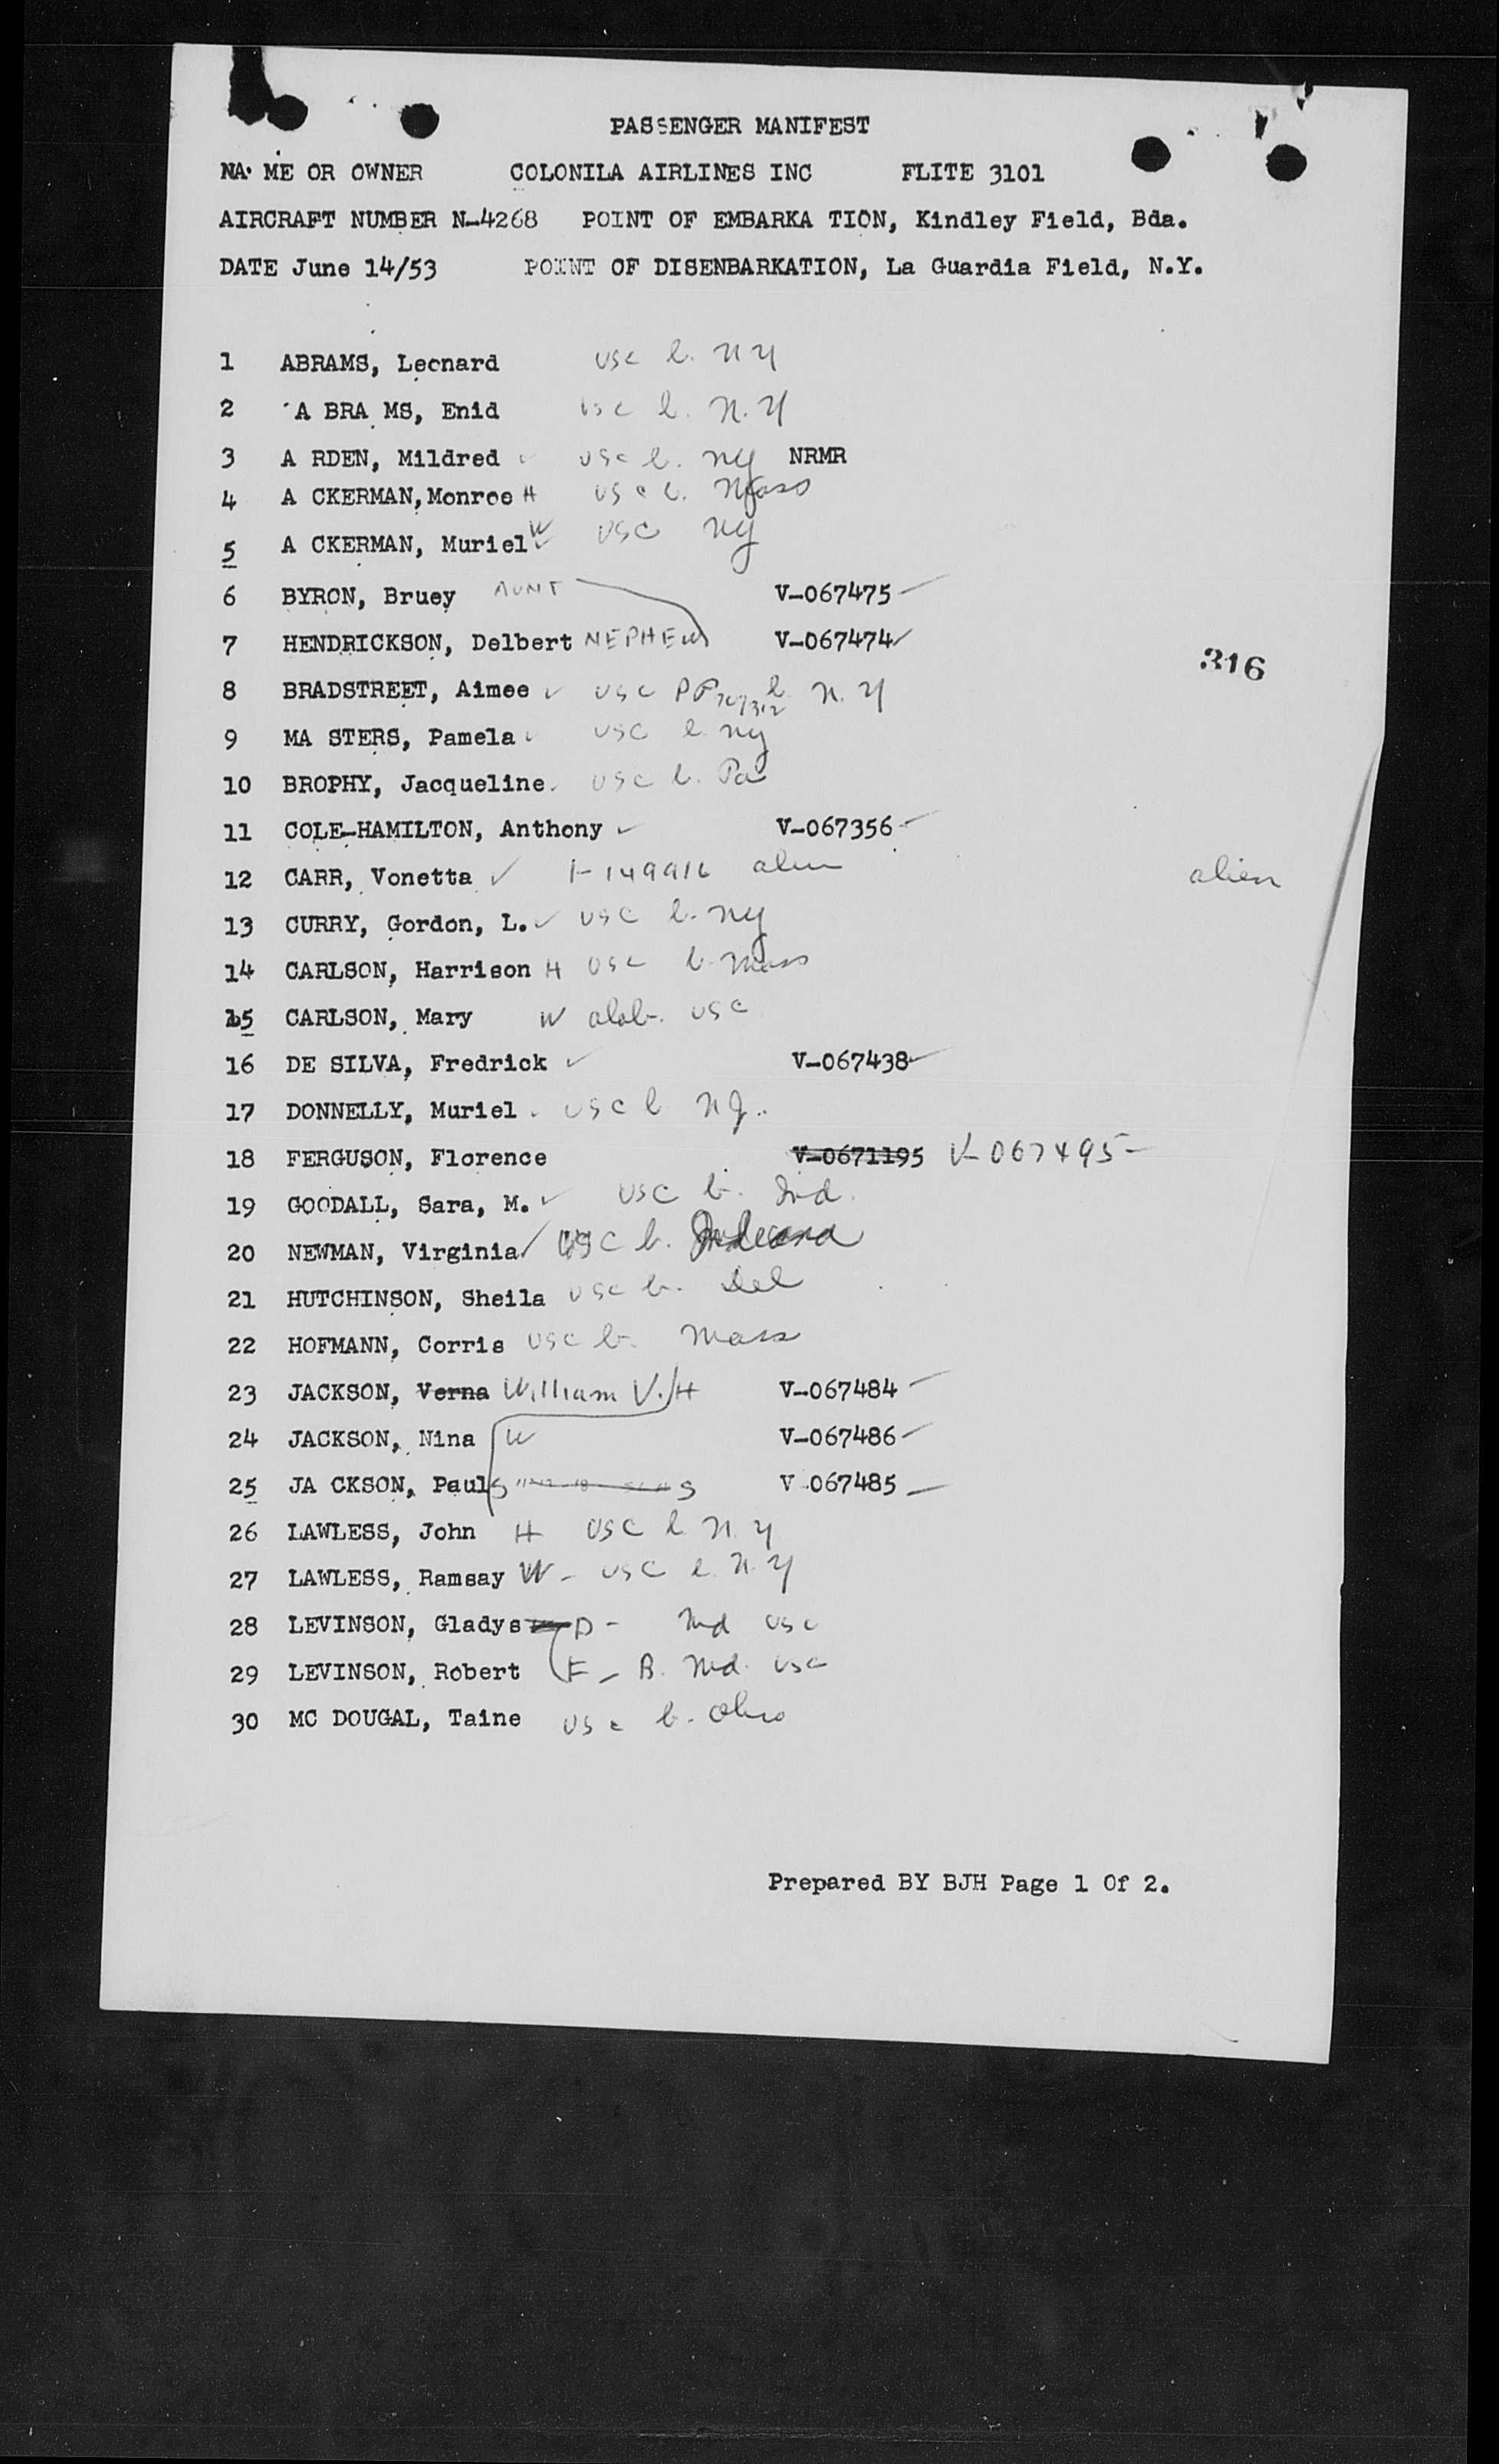 PASSENGER MANIFEST
NA ME OR OWNER COLONILA AIRLINES INC FLITE 3101
AIRCRAFT NUMBER N-4268 POINT OF EMBARKA TION, Kindley Field, Bda.
DATE June 14/53 POINT OF DISENBARKATION, La Guardia Field, N.Y.
1 ABRAMS, Leonard usc b. NY
2 A BRA MS, Enid usc b. N.Y
3 A RDEN, Mildred usc b. NY NRMR
4 A CKERMAN, Monroe H usc b. Mass
5 A CKERMAN, Muriel W usc NY
6 BYRON, Bruey AUNT V-067475
7 HENDRICKSON, Delbert NEPHEW V-067474
316
8 BRADSTREET, Aimee usc PP b. N.Y
9 MA STERS, Pamela usc b. NY
10 BROPHY, Jacqueline. usc b. Pa
11 COLE-HAMILTON, Anthony V-067356
12 CARR, Vonetta alien alien
13 CURRY, Gordon, L. usc b. NY
14 CARLSON, Harrison H usc b. Mass
15 CARLSON, Mary W usc
16 DE SILVA, Fredrick V-067438
17 DONNELLY, Muriel usc b NJ.
18 FERGUSON, Florence V-0671195 V-067495
19 GOODALL, Sara, M. usc b. Ind.
20 NEWMAN, Virginia usc b. Indiana
21 HUTCHINSON, Sheila usc b. Del
22 HOFMANN, Corris usc b. Mass
23 JACKSON, Verna William V. H V-067484
24 JACKSON, Nina W V-067486
25 JA CKSON, Paul S S V 067485
26 LAWLESS, John H usc b N.Y
27 LAWLESS, Ramsay W - usc b. N.Y
28 LEVINSON, Gladys D - Md usc
29 LEVINSON, Robert F - B. Md. usc
30 MC DOUGAL, Taine usc b. Ohio
Prepared BY BJH Page 1 Of 2.